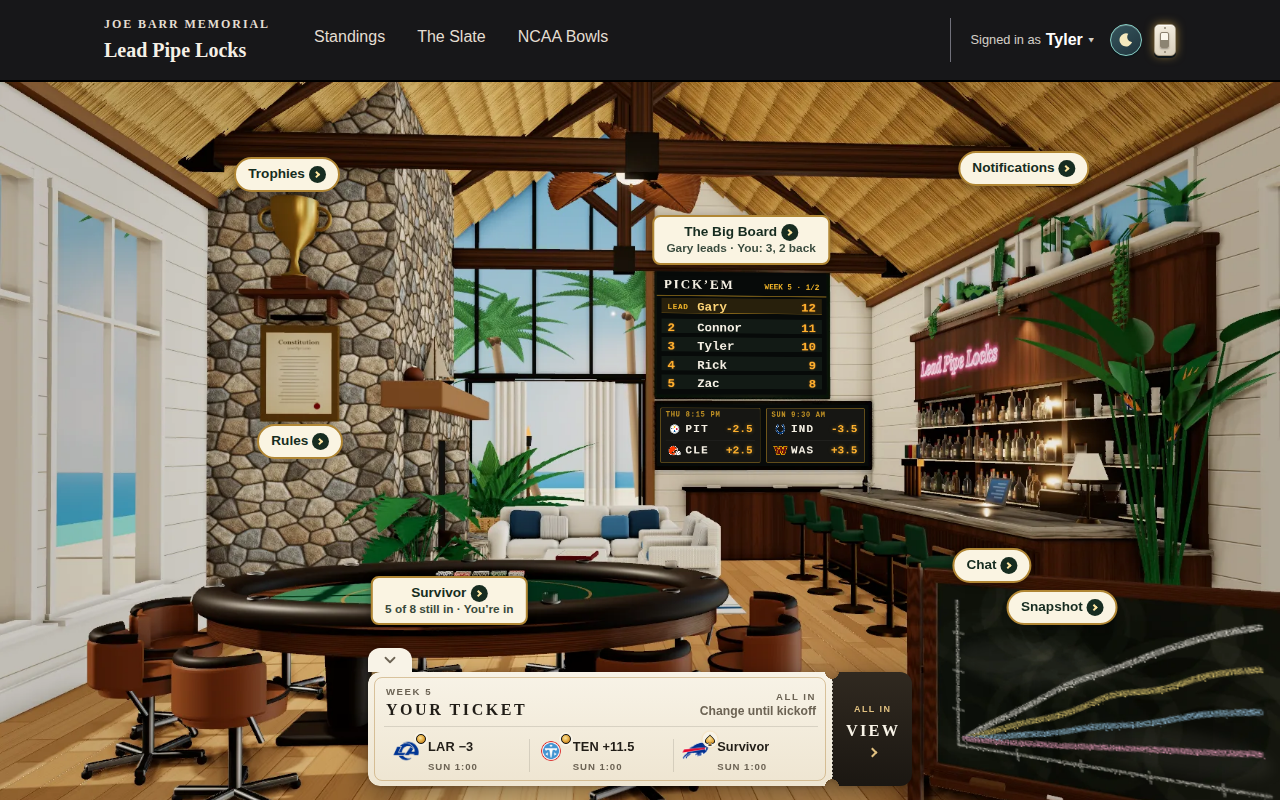 JOE BARR MEMORIAL
Lead Pipe Locks
Standings
The Slate
NCAA Bowls
Signed in as Tyler
Trophies
Notifications
The Big Board
Gary leads · You: 3, 2 back
PICK'EM WEEK 5 · 1/2
LEAD Gary 12
2 Connor 11
3 Tyler 10
4 Rick 9
5 Zac 8
Constitution
Lead Pipe Locks
Rules
THU 8:15 PM
PIT -2.5
CLE +2.5
SUN 9:30 AM
IND -3.5
WAS +3.5
Chat
Survivor
5 of 8 still in · You're in
Snapshot
WEEK 5
YOUR TICKET
ALL IN
Change until kickoff
LAR −3
SUN 1:00
TEN +11.5
SUN 1:00
Survivor
SUN 1:00
ALL IN
VIEW